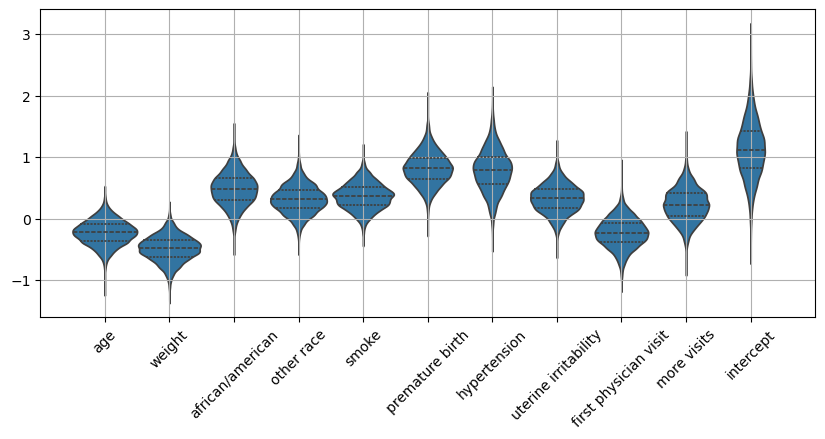 3
2
1
0
−1
age
weight
african/american
other race
smoke
premature birth
hypertension
uterine irritability
first physician visit
more visits
intercept